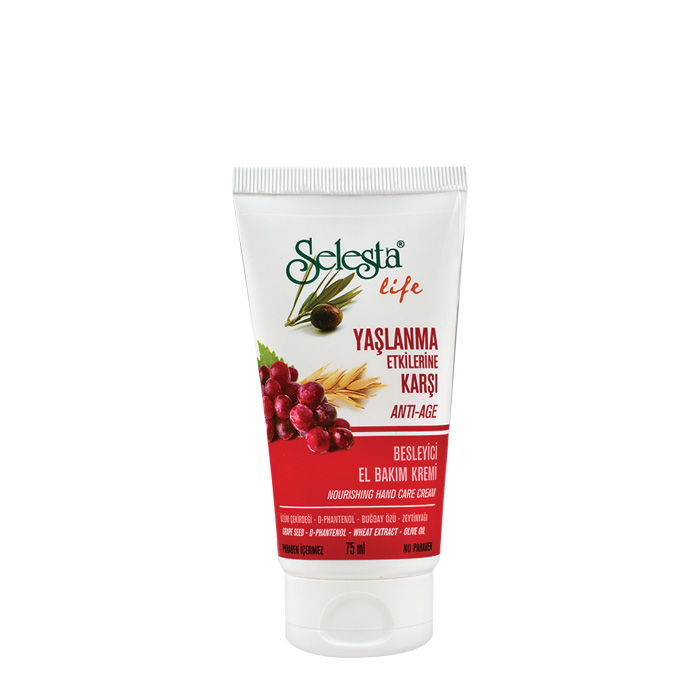 Selesta®
life
YAŞLANMA
ETKİLERİNE
KARŞI
ANTI-AGE
BESLEYİCİ
EL BAKIM KREMİ
NOURISHING HAND CARE CREAM
ÜZÜM ÇEKİRDEĞİ - D-PHANTENOL - BUĞDAY ÖZÜ - ZEYTİNYAĞI
GRAPE SEED - D-PHANTENOL - WHEAT EXTRACT - OLIVE OIL
PARABEN İÇERMEZ 75 ml NO PARABEN